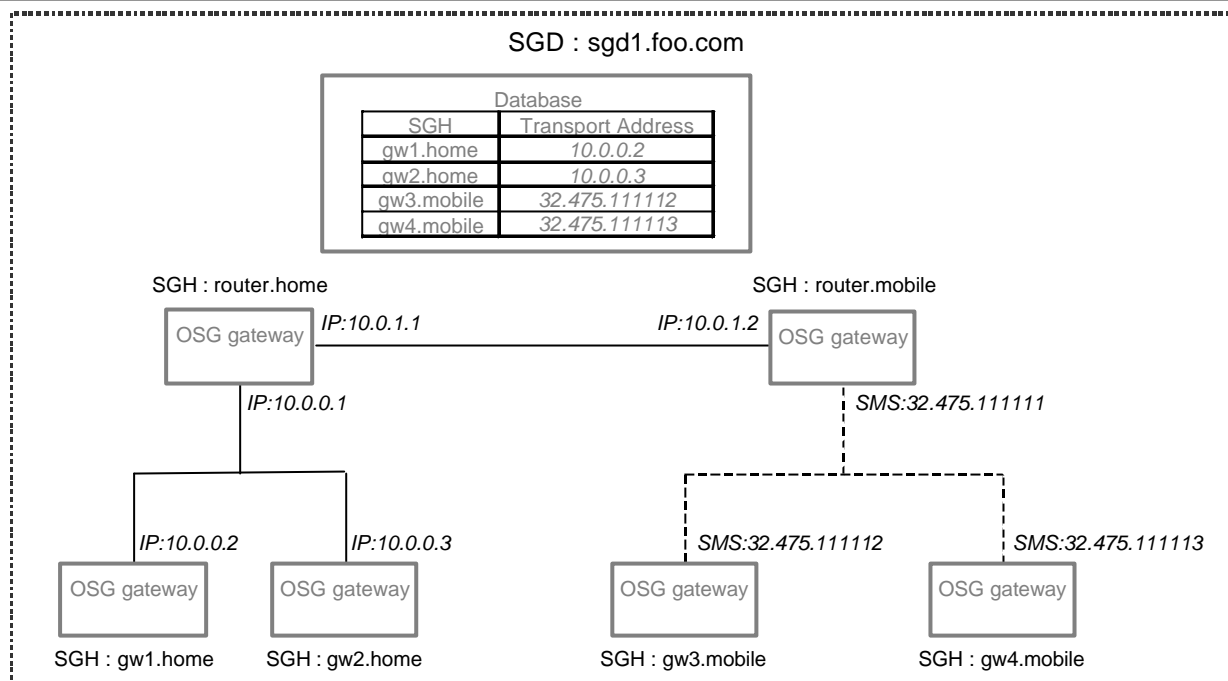 SGD : sgd1.foo.com
Database
SGH Transport Address
gw1.home 10.0.0.2
gw2.home 10.0.0.3
gw3.mobile 32.475.111112
gw4.mobile 32.475.111113
SGH : router.home SGH : router.mobile
OSG gateway IP:10.0.1.1 IP:10.0.1.2 OSG gateway
IP:10.0.0.1 SMS:32.475.111111
IP:10.0.0.2 IP:10.0.0.3 SMS:32.475.111112 SMS:32.475.111113
OSG gateway OSG gateway OSG gateway OSG gateway
SGH : gw1.home SGH : gw2.home SGH : gw3.mobile SGH : gw4.mobile